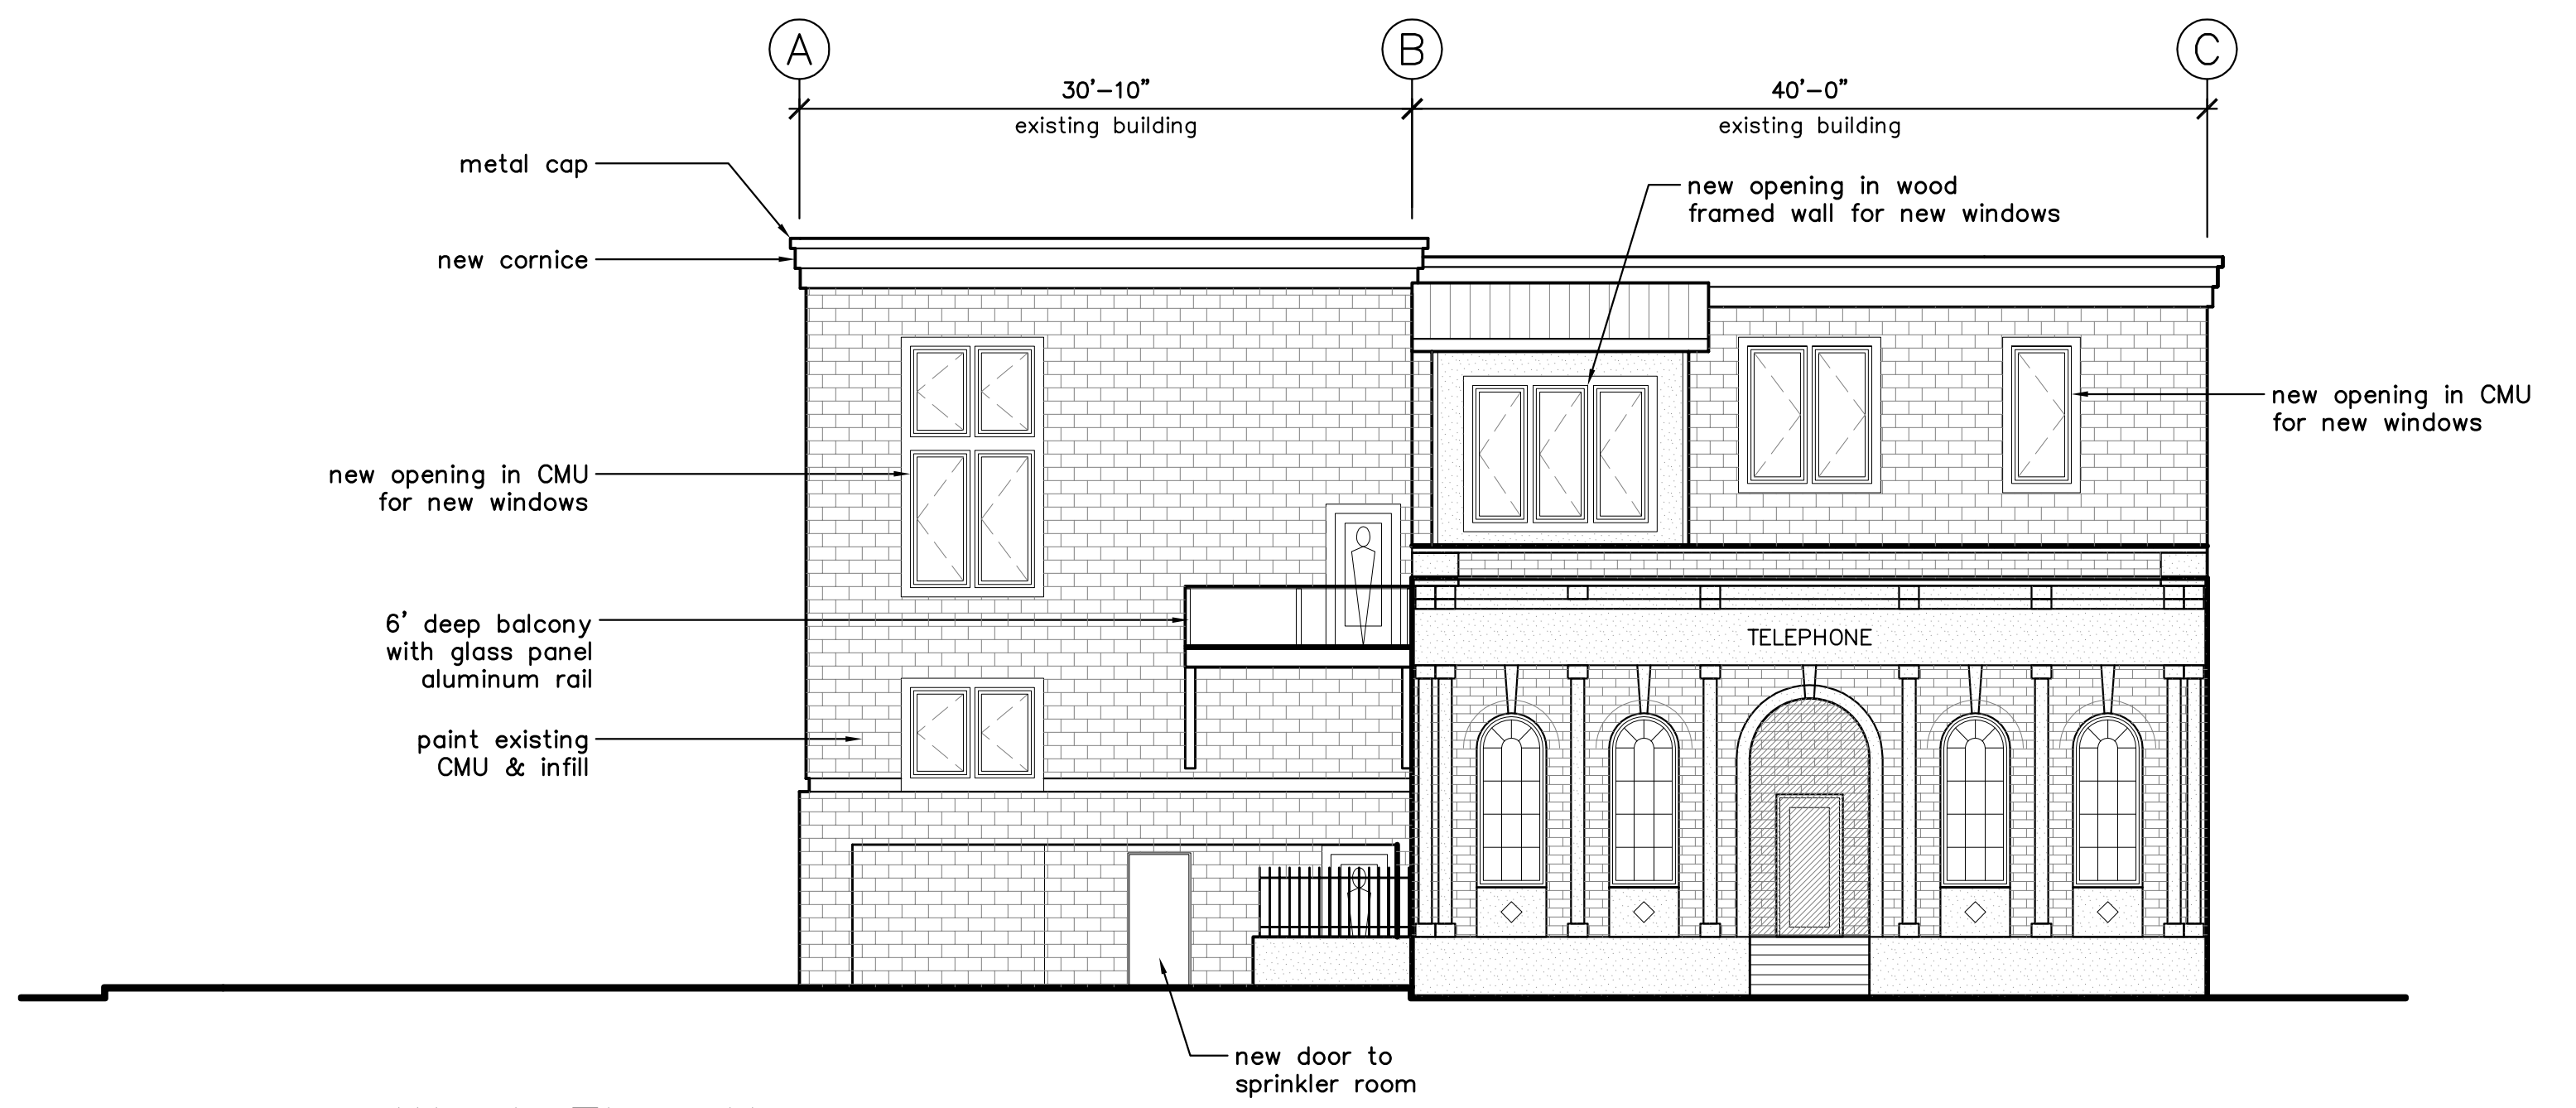 A
B
C
30'-10"
40'-0"
existing building
existing building
metal cap
new opening in wood
framed wall for new windows
new cornice
new opening in CMU
for new windows
new opening in CMU
for new windows
6' deep balcony
with glass panel
aluminum rail
TELEPHONE
paint existing
CMU & infill
new door to
sprinkler room